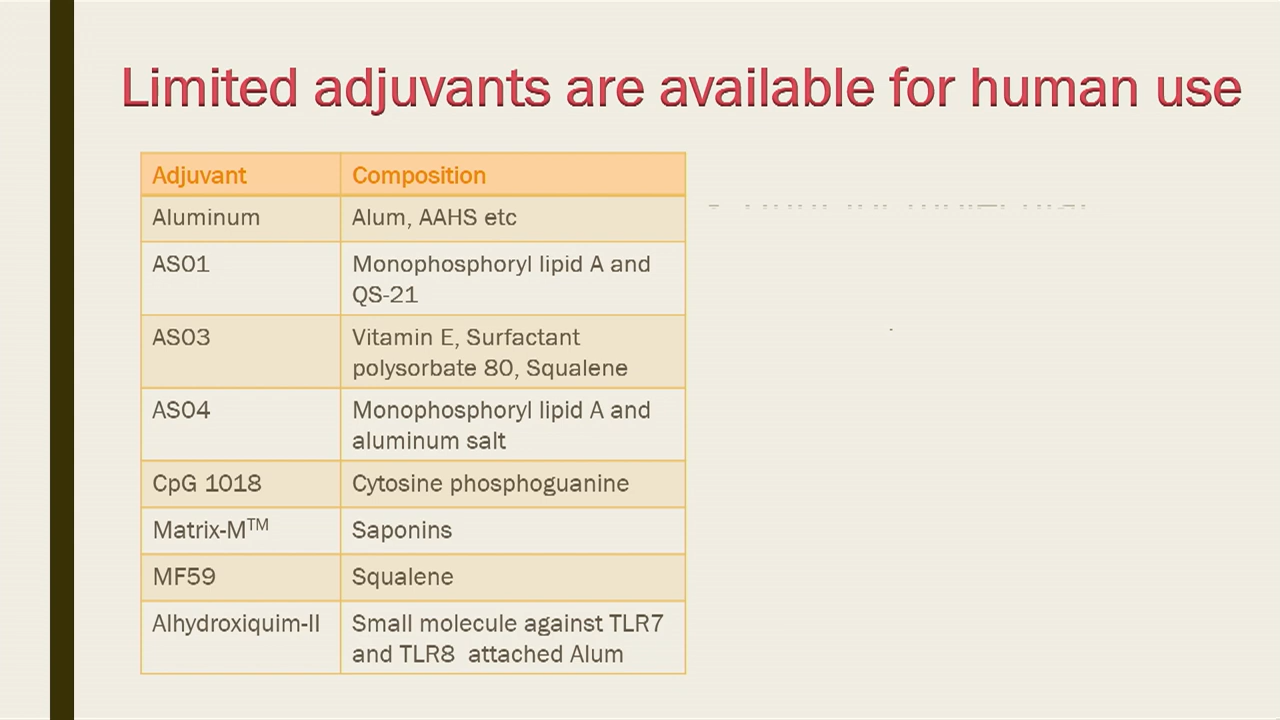 Limited adjuvants are available for human use
Adjuvant Composition
Aluminum Alum, AAHS etc
AS01 Monophosphoryl lipid A and
QS-21
AS03 Vitamin E, Surfactant
polysorbate 80, Squalene
AS04 Monophosphoryl lipid A and
aluminum salt
CpG 1018 Cytosine phosphoguanine
Matrix-M™ Saponins
MF59 Squalene
Alhydroxiquim-II Small molecule against TLR7
and TLR8 attached Alum